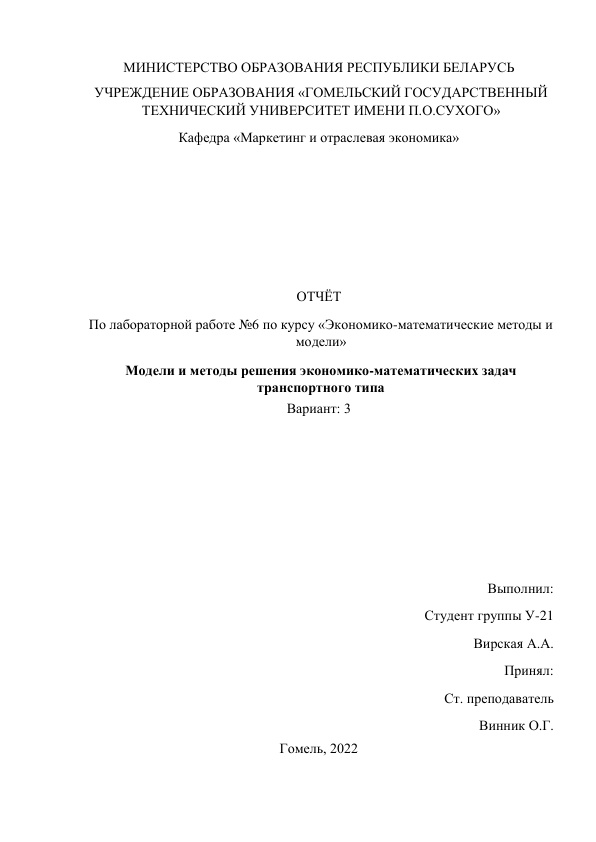 МИНИСТЕРСТВО ОБРАЗОВАНИЯ РЕСПУБЛИКИ БЕЛАРУСЬ
УЧРЕЖДЕНИЕ ОБРАЗОВАНИЯ «ГОМЕЛЬСКИЙ ГОСУДАРСТВЕННЫЙ
ТЕХНИЧЕСКИЙ УНИВЕРСИТЕТ ИМЕНИ П.О.СУХОГО»
Кафедра «Маркетинг и отраслевая экономика»
ОТЧЁТ
По лабораторной работе №6 по курсу «Экономико-математические методы и
модели»
Модели и методы решения экономико-математических задач
транспортного типа
Вариант: 3
Выполнил:
Студент группы У-21
Вирская А.А.
Принял:
Ст. преподаватель
Винник О.Г.
Гомель, 2022